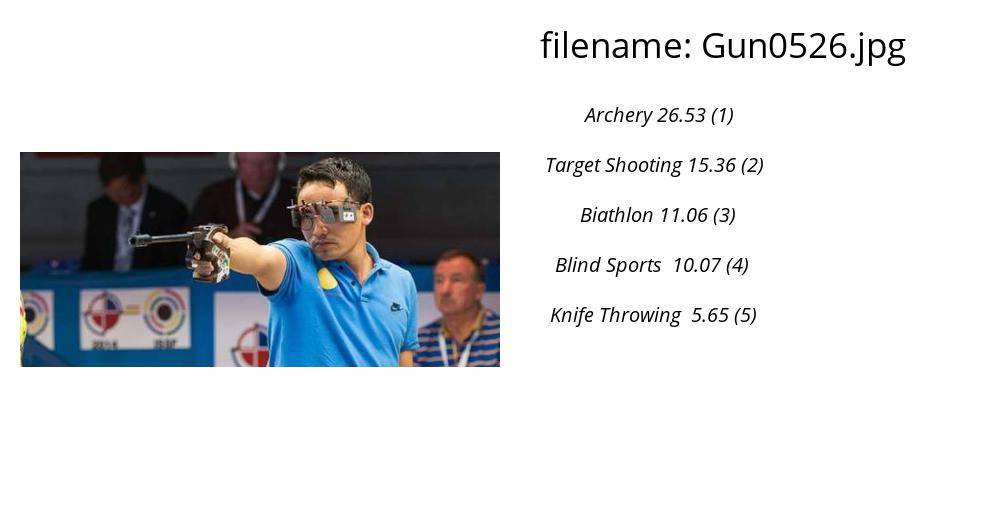 filename: Gun0526.jpg
Archery 26.53 (1)
Target Shooting 15.36 (2)
Biathlon 11.06 (3)
Blind Sports 10.07 (4)
Knife Throwing 5.65 (5)